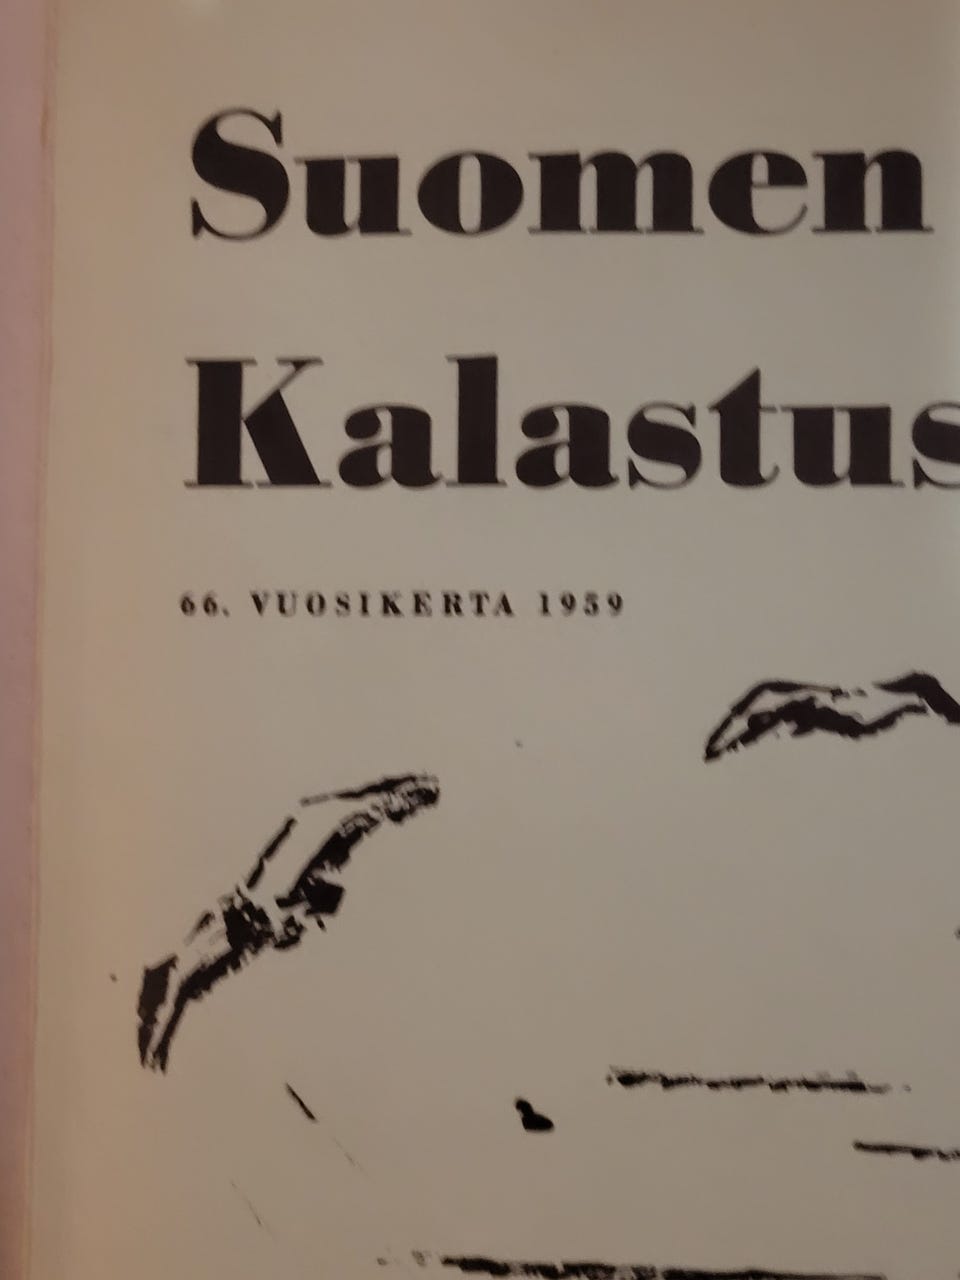 Suomen
Kalastus
66. VUOSIKERTA 1959